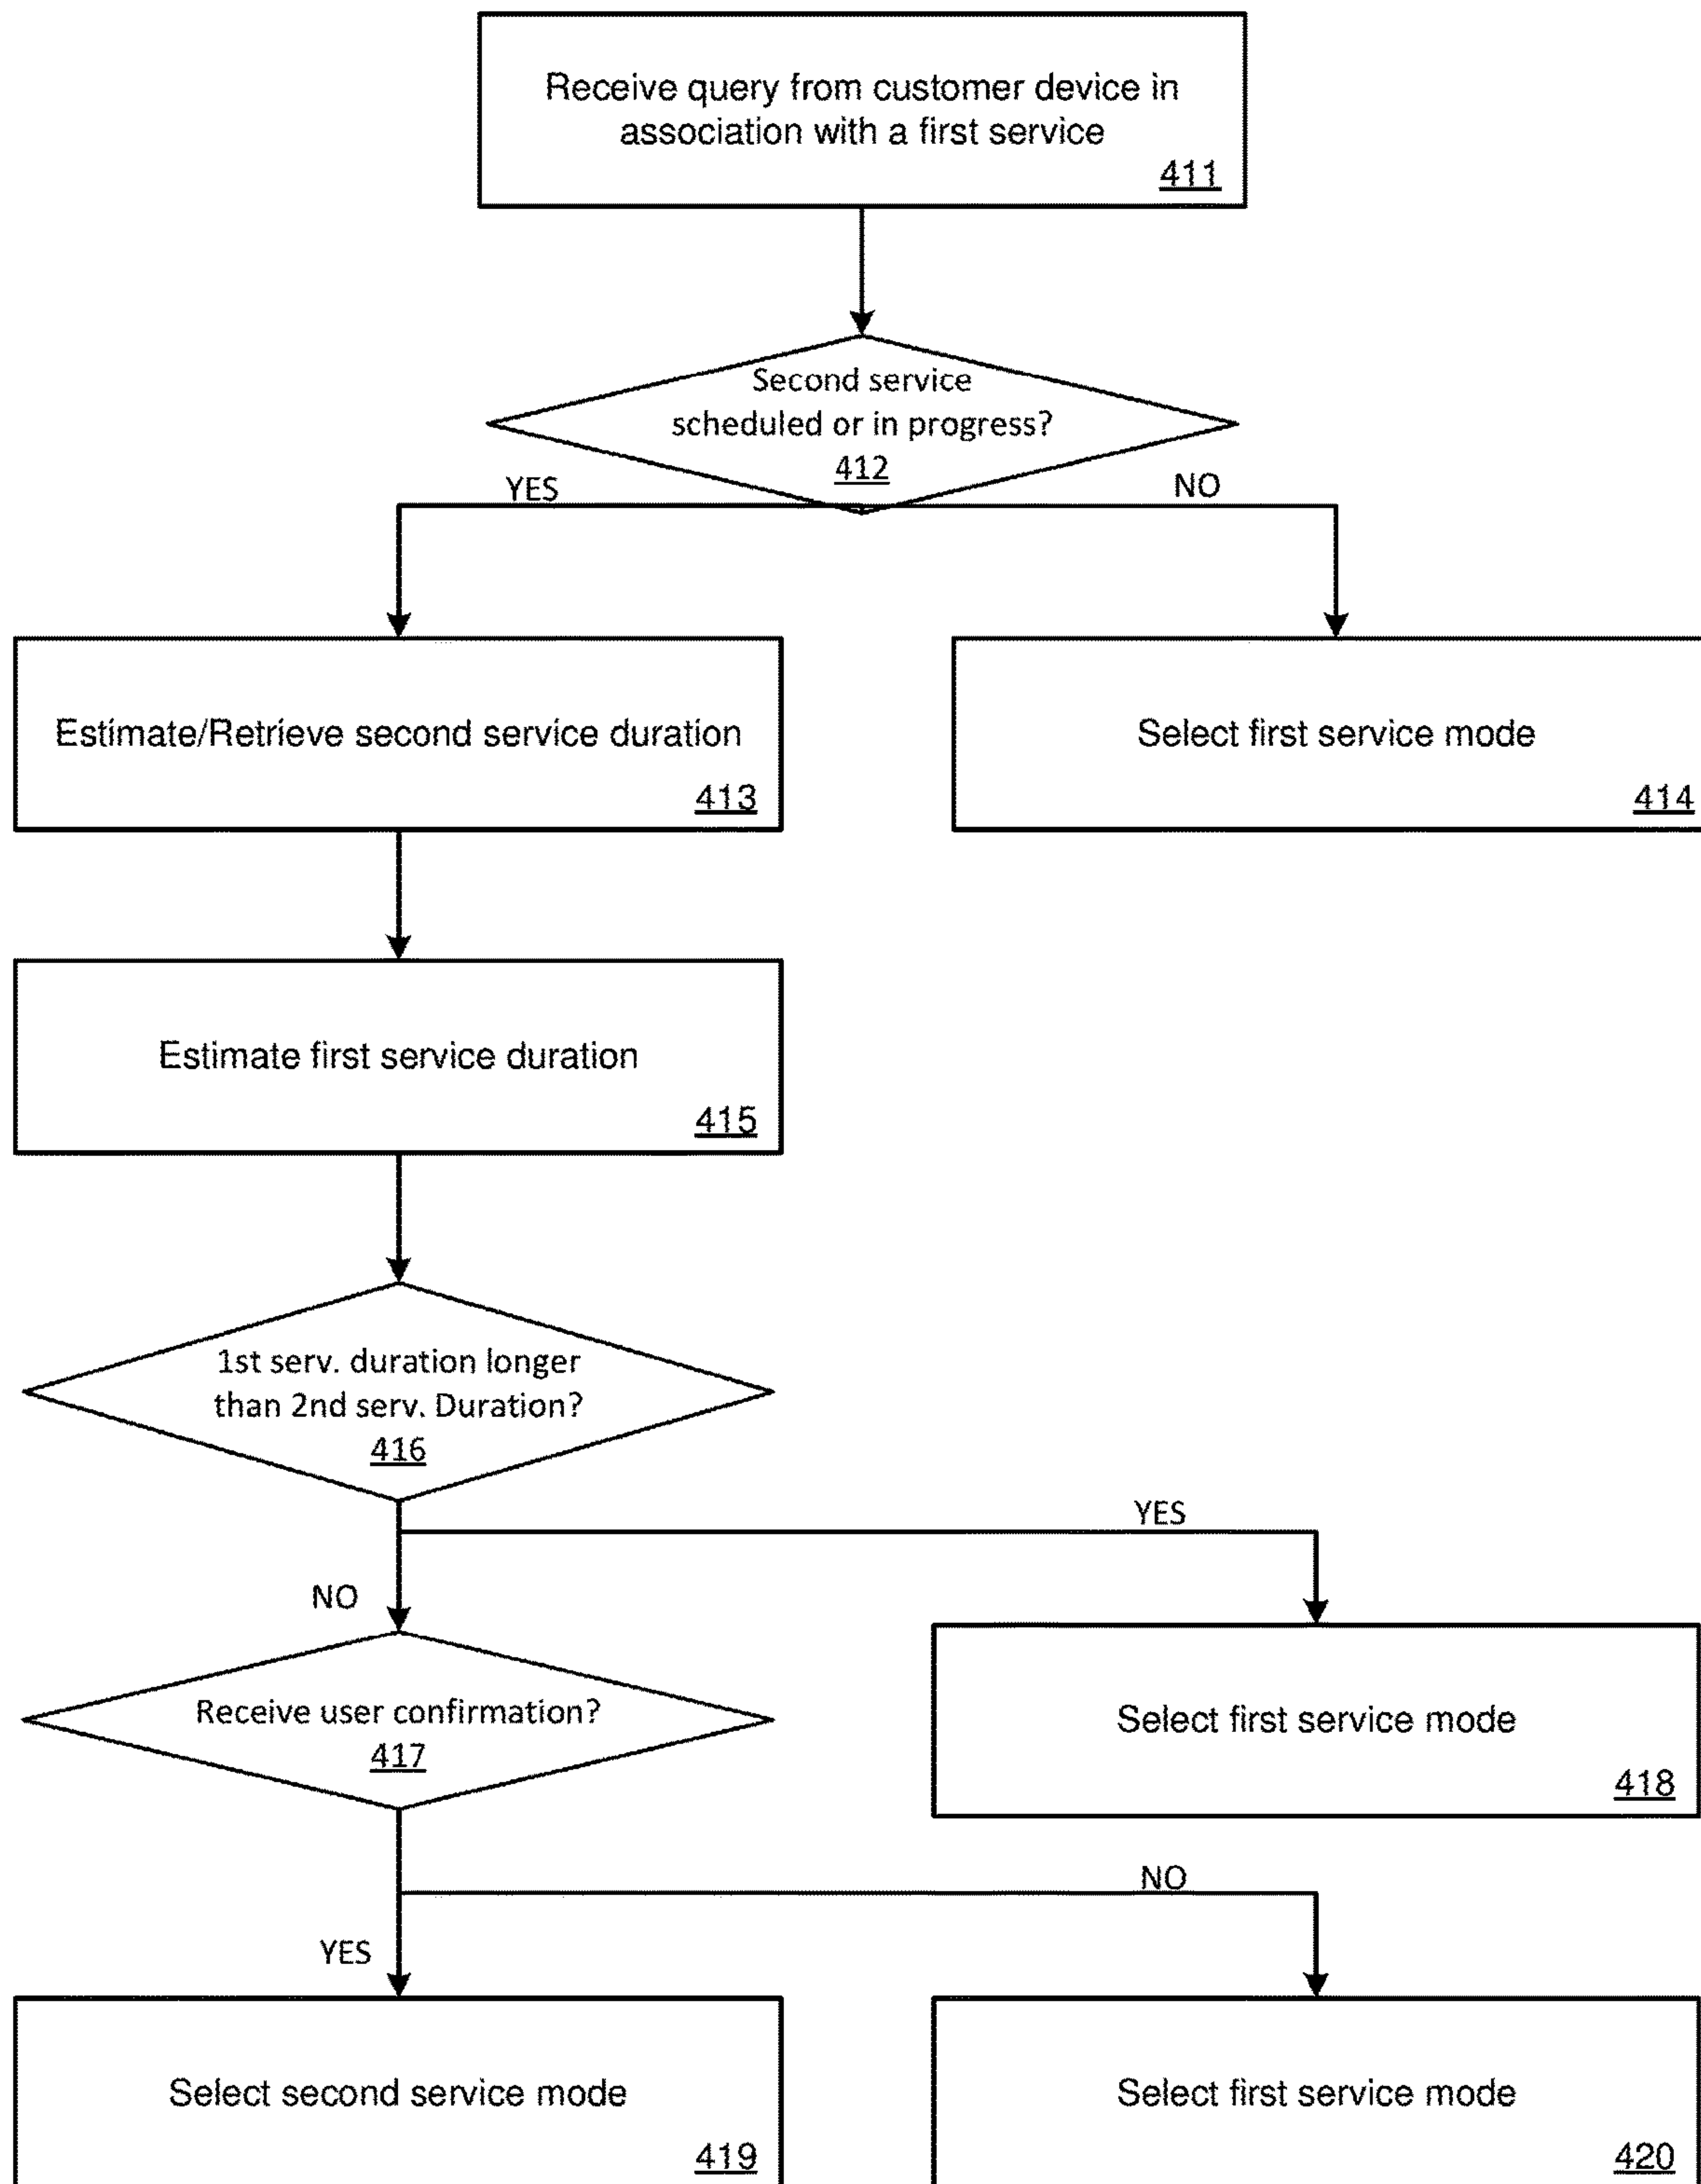 Receive query from customer device in
association with a first service
411
Second service
scheduled or in progress?
412
YES
NO
Estimate/Retrieve second service duration
413
Select first service mode
414
Estimate first service duration
415
1st serv. duration longer
than 2nd serv. Duration?
416
YES
NO
Receive user confirmation?
417
Select first service mode
418
NO
YES
Select second service mode
419
Select first service mode
420